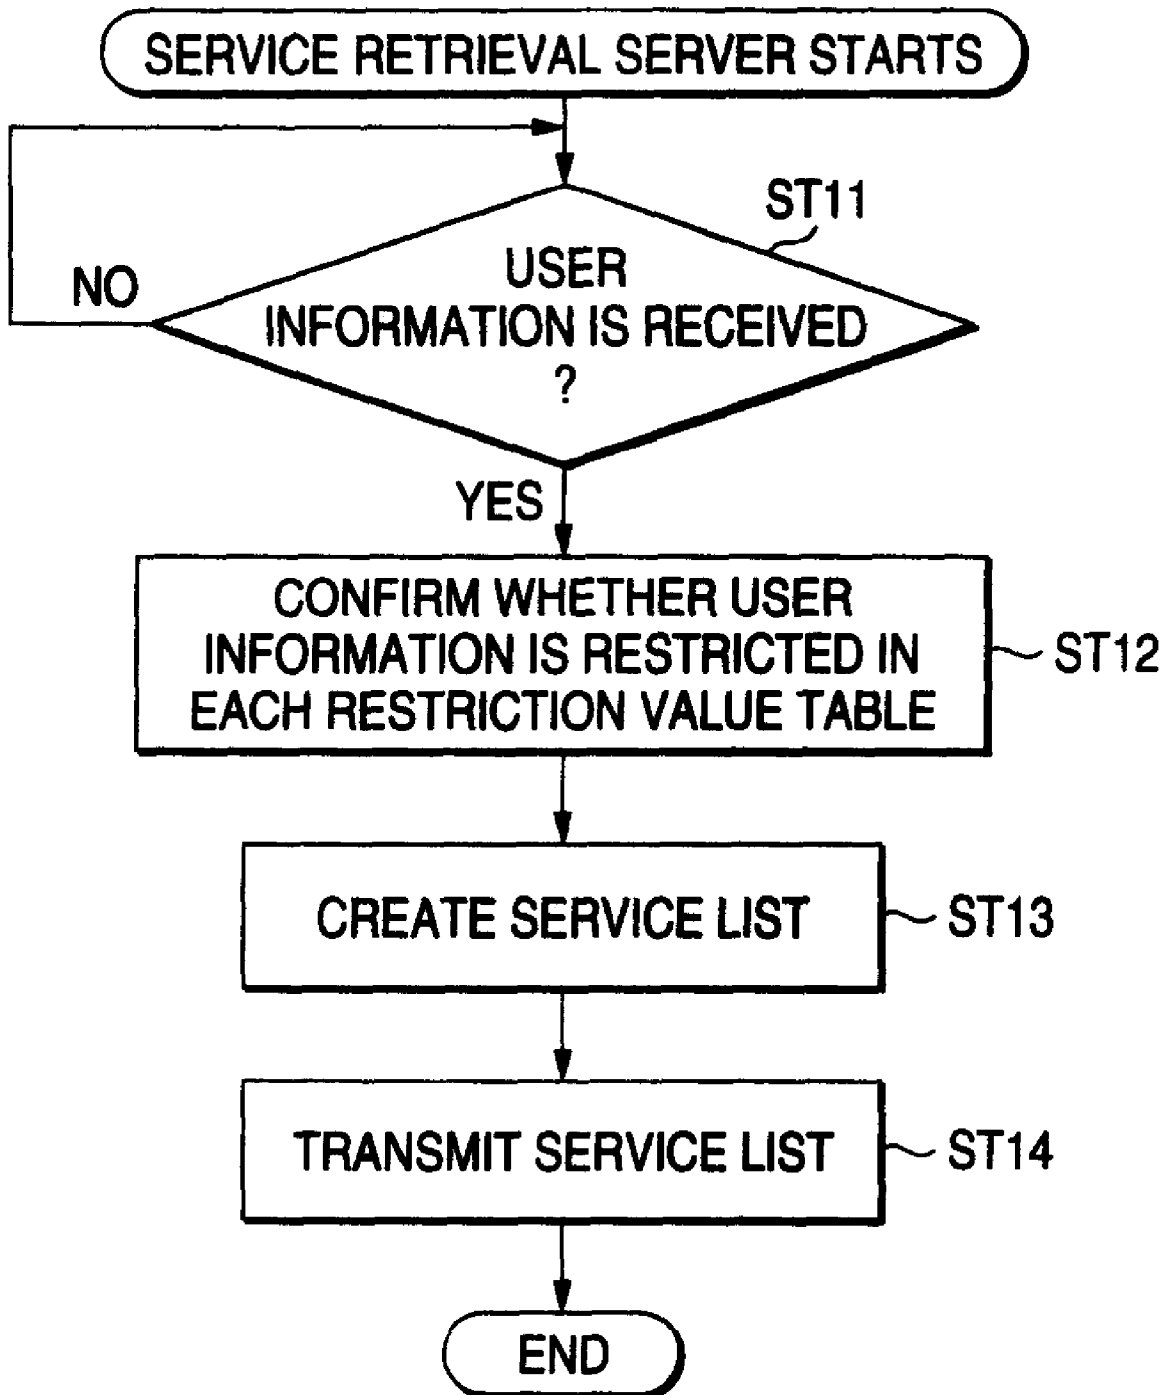 SERVICE RETRIEVAL SERVER STARTS
ST11
USER
INFORMATION IS RECEIVED
?
NO
YES
CONFIRM WHETHER USER
INFORMATION IS RESTRICTED IN
EACH RESTRICTION VALUE TABLE
ST12
CREATE SERVICE LIST
ST13
TRANSMIT SERVICE LIST
ST14
END